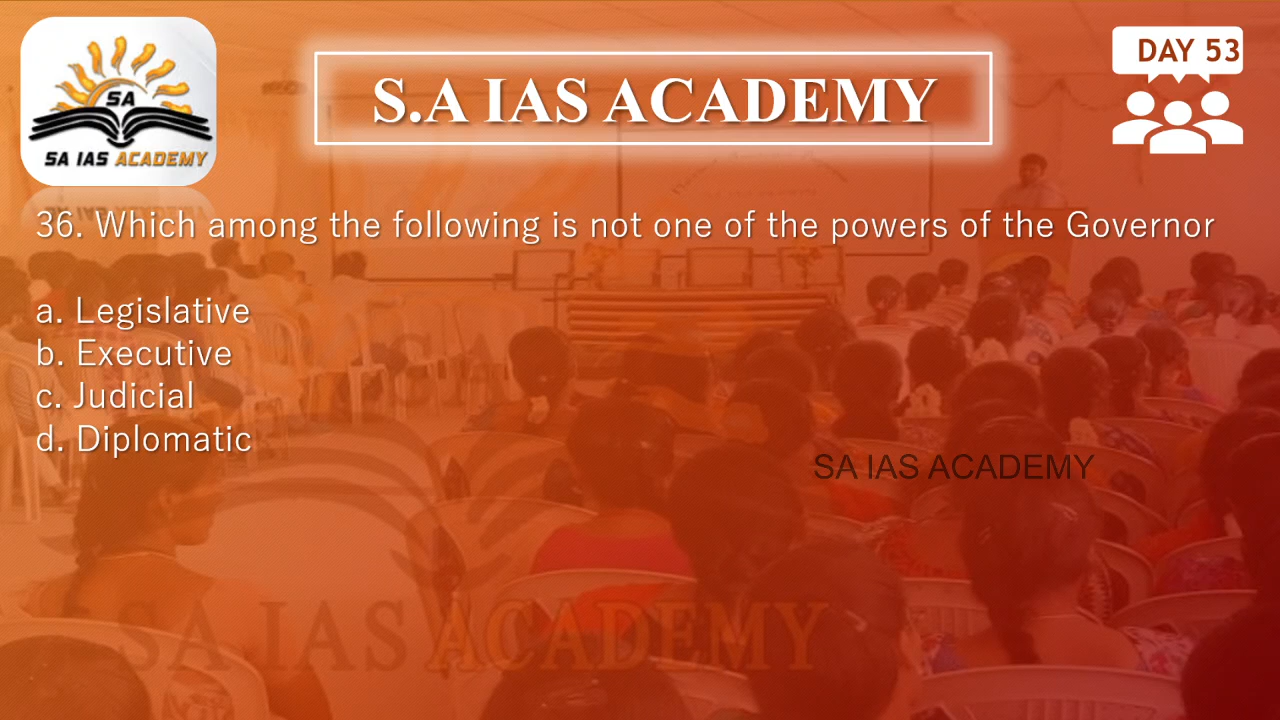 SA
SA IAS ACADEMY
S.A IAS ACADEMY
DAY 53
36. Which among the following is not one of the powers of the Governor
a. Legislative
b. Executive
c. Judicial
d. Diplomatic
SA IAS ACADEMY
SA IAS ACADEMY